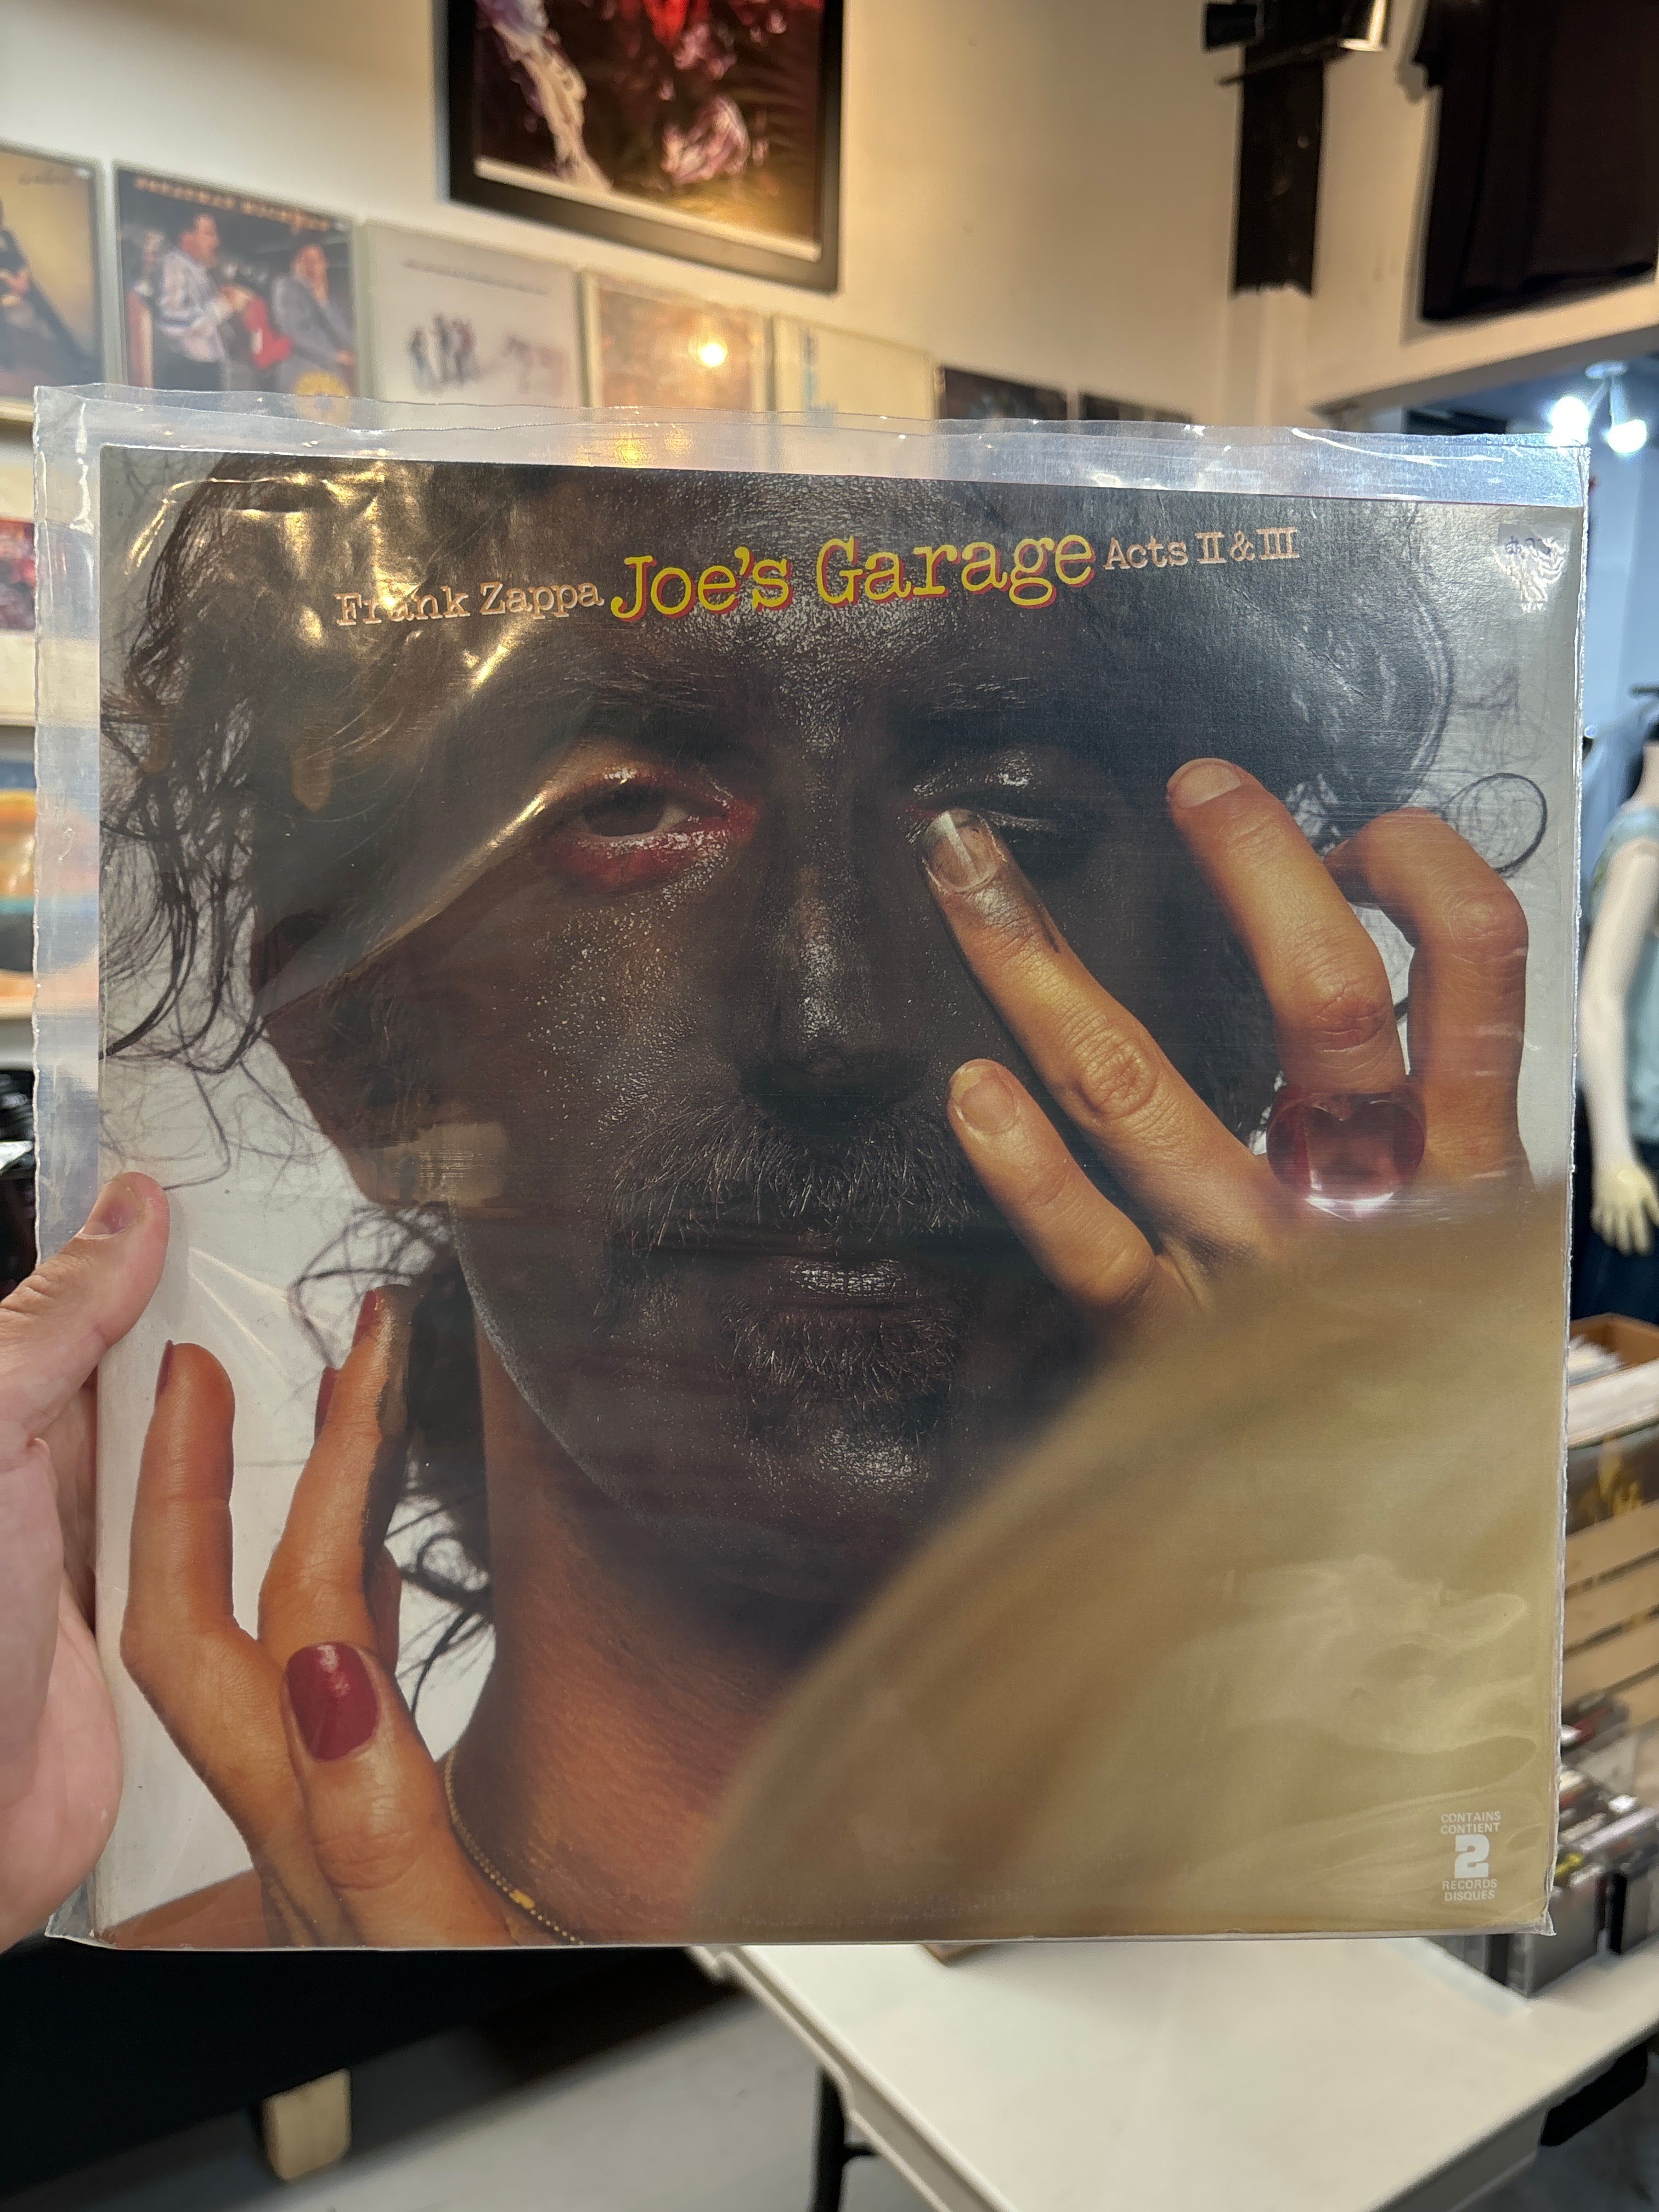 Frank Zappa Joe's Garage Acts II & III
CONTAINS
CONTIENT
2
RECORDS
DISQUES